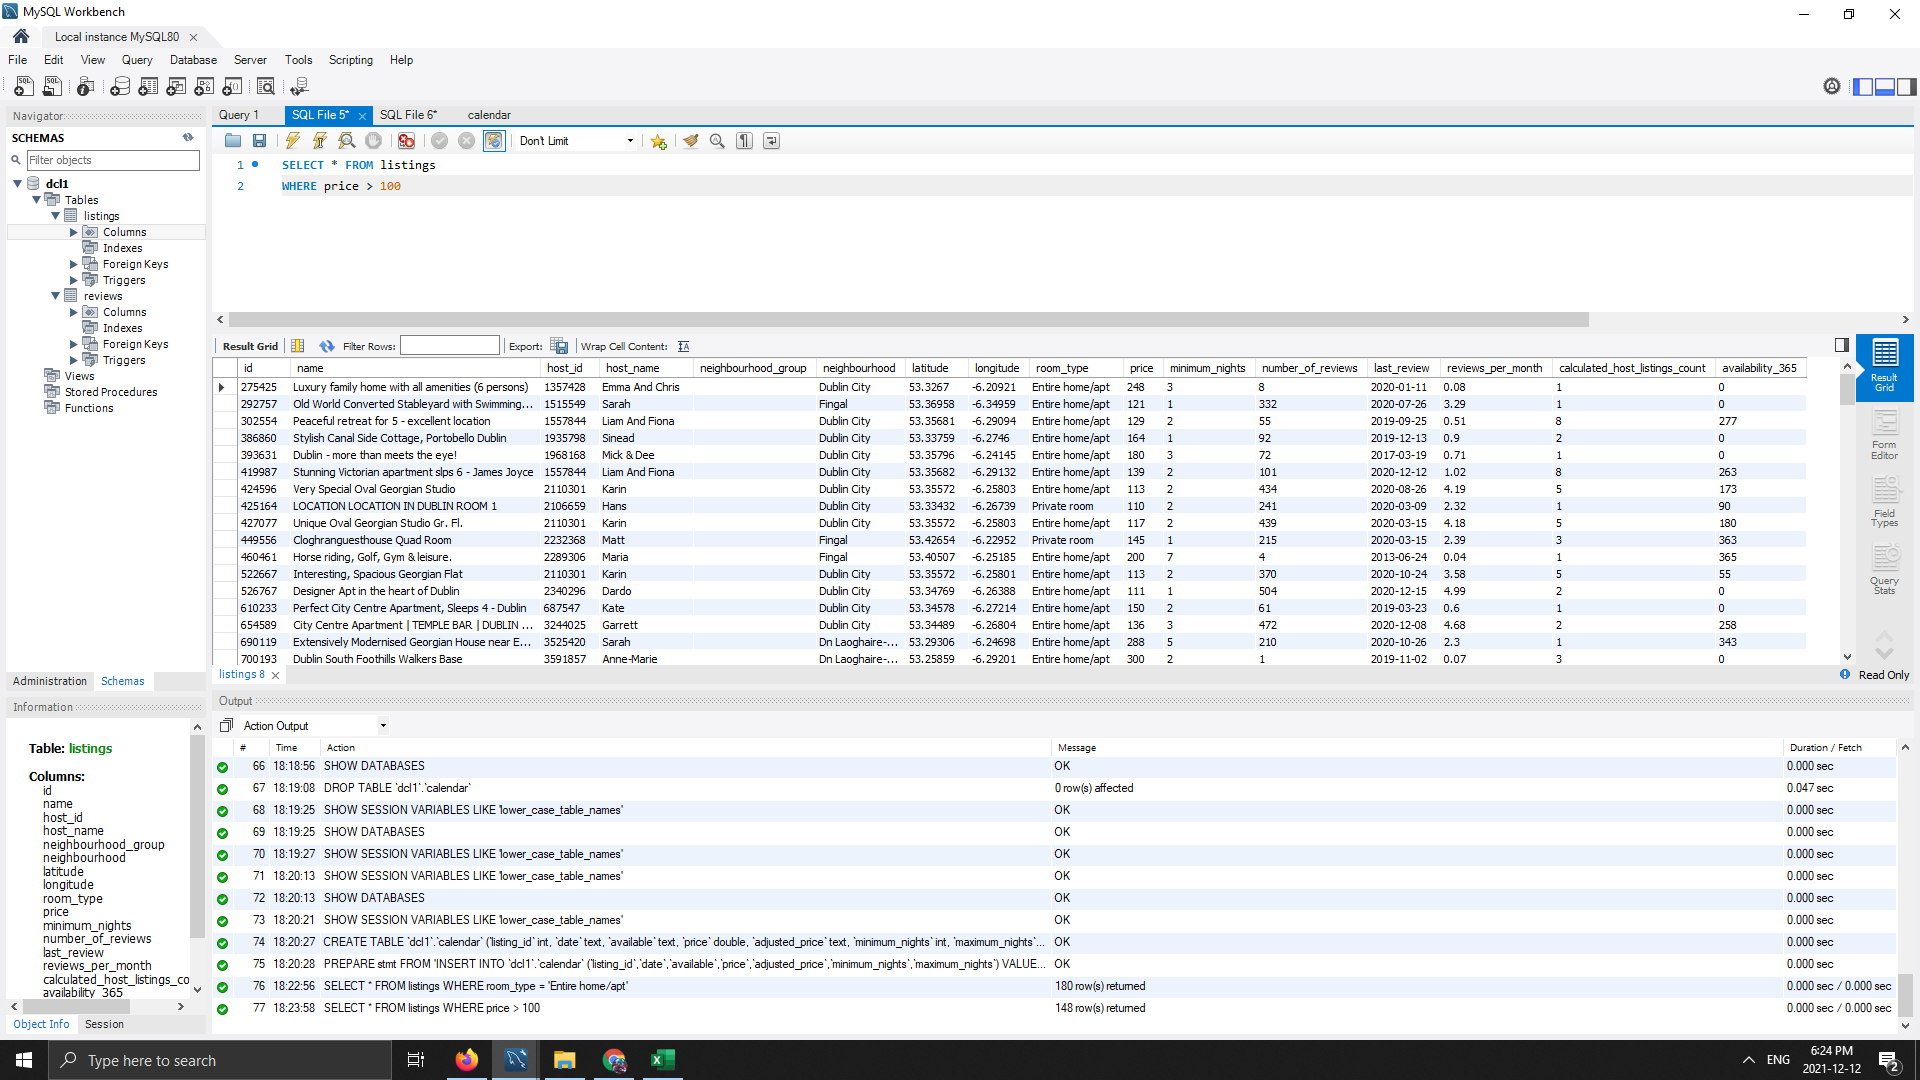 MySQL Workbench
Local instance MySQL80
File Edit View Query Database Server Tools Scripting Help
Navigator
SCHEMAS
Filter objects
dcl1
Tables
listings
Columns
Indexes
Foreign Keys
Triggers
reviews
Columns
Indexes
Foreign Keys
Triggers
Views
Stored Procedures
Functions
Administration Schemas
Information
Table: listings
Columns:
id
name
host_id
host_name
neighbourhood_group
neighbourhood
latitude
longitude
room_type
price
minimum_nights
number_of_reviews
last_review
reviews_per_month
calculated_host_listings_co
availability_365
Object Info Session
Query 1 SQL File 5* SQL File 6* calendar
Don't Limit
1 SELECT * FROM listings
2 WHERE price > 100
Result Grid Filter Rows: Export: Wrap Cell Content:
id name host_id host_name neighbourhood_group neighbourhood latitude longitude room_type price minimum_nights number_of_reviews last_review reviews_per_month calculated_host_listings_count availability_365
275425 Luxury family home with all amenities (6 persons) 1357428 Emma And Chris Dublin City 53.3267 -6.20921 Entire home/apt 248 3 8 2020-01-11 0.08 1 0
292757 Old World Converted Stableyard with Swimming... 1515549 Sarah Fingal 53.36958 -6.34959 Entire home/apt 121 1 332 2020-07-26 3.29 1 0
302554 Peaceful retreat for 5 - excellent location 1557844 Liam And Fiona Dublin City 53.35681 -6.29094 Entire home/apt 129 2 55 2019-09-25 0.51 8 277
386860 Stylish Canal Side Cottage, Portobello Dublin 1935798 Sinead Dublin City 53.33759 -6.2746 Entire home/apt 164 1 92 2019-12-13 0.9 2 0
393631 Dublin - more than meets the eye! 1968168 Mick & Dee Dublin City 53.35796 -6.24145 Entire home/apt 180 3 72 2017-03-19 0.71 1 0
419987 Stunning Victorian apartment slps 6 - James Joyce 1557844 Liam And Fiona Dublin City 53.35682 -6.29132 Entire home/apt 139 2 101 2020-12-12 1.02 8 263
424596 Very Special Oval Georgian Studio 2110301 Karin Dublin City 53.35572 -6.25803 Entire home/apt 113 2 434 2020-08-26 4.19 5 173
425164 LOCATION LOCATION IN DUBLIN ROOM 1 2106659 Hans Dublin City 53.33432 -6.26739 Private room 110 2 241 2020-03-09 2.32 1 90
427077 Unique Oval Georgian Studio Gr. Fl. 2110301 Karin Dublin City 53.35572 -6.25803 Entire home/apt 117 2 439 2020-03-15 4.18 5 180
449556 Cloghranguesthouse Quad Room 2232368 Matt Fingal 53.42654 -6.22952 Private room 145 1 215 2020-03-15 2.39 3 363
460461 Horse riding, Golf, Gym & leisure. 2289306 Maria Fingal 53.40507 -6.25185 Entire home/apt 200 7 4 2013-06-24 0.04 1 365
522667 Interesting, Spacious Georgian Flat 2110301 Karin Dublin City 53.35572 -6.25801 Entire home/apt 113 2 370 2020-10-24 3.58 5 55
526767 Designer Apt in the heart of Dublin 2340296 Dardo Dublin City 53.34769 -6.26388 Entire home/apt 111 1 504 2020-12-15 4.99 2 0
610233 Perfect City Centre Apartment, Sleeps 4 - Dublin 687547 Kate Dublin City 53.34578 -6.27214 Entire home/apt 150 2 61 2019-03-23 0.6 1 0
654589 City Centre Apartment | TEMPLE BAR | DUBLIN ... 3244025 Garrett Dublin City 53.34489 -6.26804 Entire home/apt 136 3 472 2020-12-08 4.68 2 258
690119 Extensively Modernised Georgian House near E... 3525420 Sarah Dn Laoghaire-... 53.29306 -6.24698 Entire home/apt 288 5 210 2020-10-26 2.3 1 343
700193 Dublin South Foothills Walkers Base 3591857 Anne-Marie Dn Laoghaire-... 53.25859 -6.29201 Entire home/apt 300 2 1 2019-11-02 0.07 3 0
Result Grid
Form Editor
Field Types
Query Stats
listings 8
Read Only
Output
Action Output
# Time Action Message Duration / Fetch
66 18:18:56 SHOW DATABASES OK 0.000 sec
67 18:19:08 DROP TABLE `dcl1`.`calendar` 0 row(s) affected 0.047 sec
68 18:19:25 SHOW SESSION VARIABLES LIKE 'lower_case_table_names' OK 0.000 sec
69 18:19:25 SHOW DATABASES OK 0.000 sec
70 18:19:27 SHOW SESSION VARIABLES LIKE 'lower_case_table_names' OK 0.000 sec
71 18:20:13 SHOW SESSION VARIABLES LIKE 'lower_case_table_names' OK 0.000 sec
72 18:20:13 SHOW DATABASES OK 0.000 sec
73 18:20:21 SHOW SESSION VARIABLES LIKE 'lower_case_table_names' OK 0.000 sec
74 18:20:27 CREATE TABLE `dcl1`.`calendar` (`listing_id` int, `date` text, `available` text, `price` double, `adjusted_price` text, `minimum_nights` int, `maximum_nights`... OK 0.000 sec
75 18:20:28 PREPARE stmt FROM 'INSERT INTO `dcl1`.`calendar` (`listing_id`,`date`,`available`,`price`,`adjusted_price`,`minimum_nights`,`maximum_nights`) VALUE... OK 0.000 sec
76 18:22:56 SELECT * FROM listings WHERE room_type = 'Entire home/apt' 180 row(s) returned 0.000 sec / 0.000 sec
77 18:23:58 SELECT * FROM listings WHERE price > 100 148 row(s) returned 0.000 sec / 0.000 sec
Type here to search
ENG
6:24 PM
2021-12-12
2